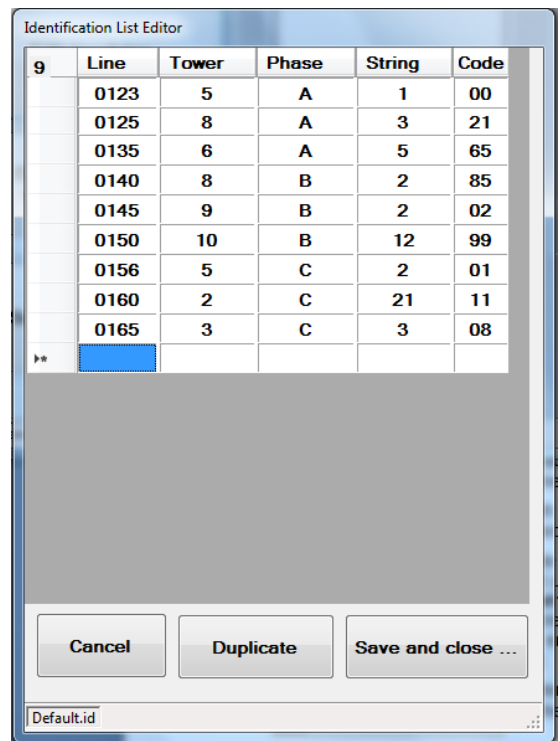 Identification List Editor
9 Line Tower Phase String Code
0123 5 A 1 00
0125 8 A 3 21
0135 6 A 5 65
0140 8 B 2 85
0145 9 B 2 02
0150 10 B 12 99
0156 5 C 2 01
0160 2 C 21 11
0165 3 C 3 08
Cancel Duplicate Save and close ...
Default.id